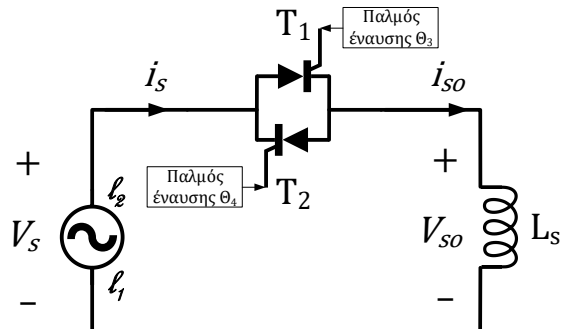 T1
Παλμός
έναυσης Θ3
is
iso
+
+
Παλμός
έναυσης Θ4
T2
ℓ2
Vs
Vso
Ls
ℓ1
−
−